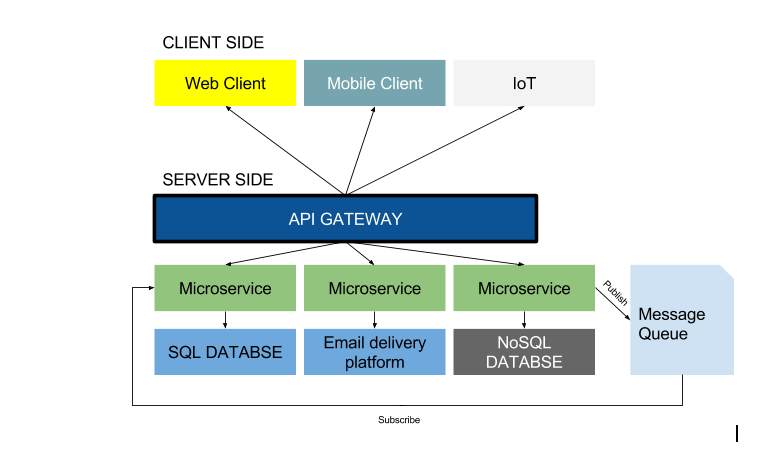 CLIENT SIDE
Web Client
Mobile Client
IoT
SERVER SIDE
API GATEWAY
Microservice
Microservice
Microservice
Publish
Message
Queue
SQL DATABSE
Email delivery
platform
NoSQL
DATABSE
Subscribe